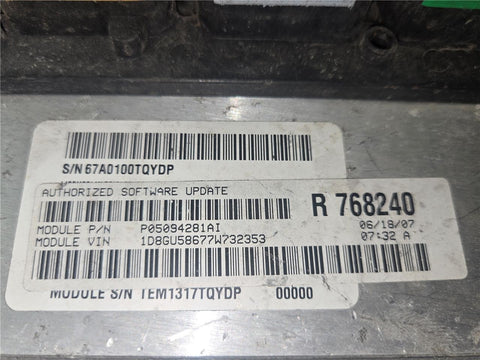 S/N 67A0100TQYDP
AUTHORIZED SOFTWARE UPDATE
R 768240
MODULE P/N P05094281AI
06/18/07
MODULE VIN 1D8GU58677W732353
07:32 A
MODULE S/N TEM1317TQYDP 00000